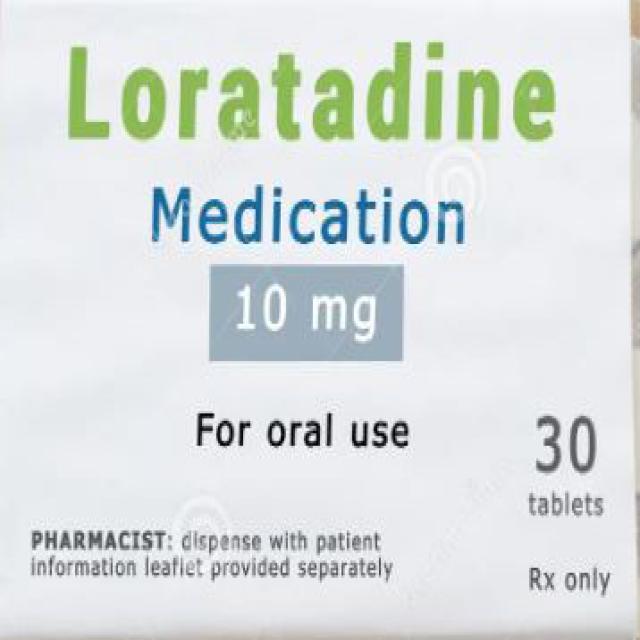 Loratadine
Medication
10 mg
For oral use
30
tablets
PHARMACIST: dispense with patient
information leaflet provided separately
Rx only